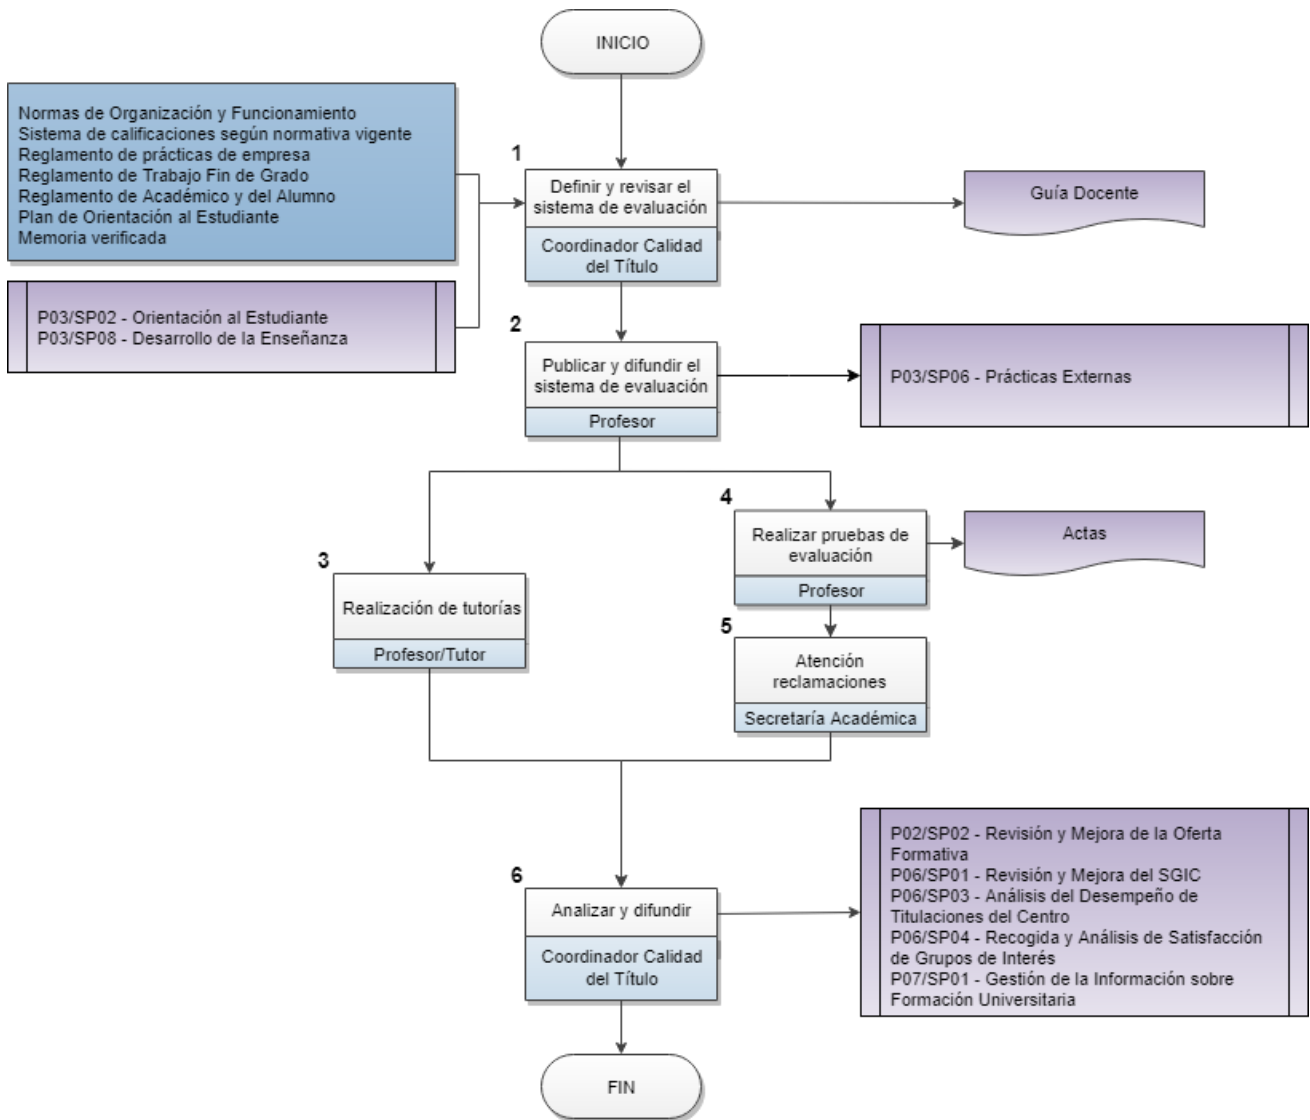 INICIO
Normas de Organización y Funcionamiento
Sistema de calificaciones según normativa vigente
Reglamento de prácticas de empresa
Reglamento de Trabajo Fin de Grado
Reglamento de Académico y del Alumno
Plan de Orientación al Estudiante
Memoria verificada
P03/SP02 - Orientación al Estudiante
P03/SP08 - Desarrollo de la Enseñanza
1
Definir y revisar el
sistema de evaluación
Coordinador Calidad
del Título
Guía Docente
2
Publicar y difundir el
sistema de evaluación
Profesor
P03/SP06 - Prácticas Externas
3
Realización de tutorías
Profesor/Tutor
4
Realizar pruebas de
evaluación
Profesor
Actas
5
Atención
reclamaciones
Secretaría Académica
6
Analizar y difundir
Coordinador Calidad
del Título
P02/SP02 - Revisión y Mejora de la Oferta
Formativa
P06/SP01 - Revisión y Mejora del SGIC
P06/SP03 - Análisis del Desempeño de
Titulaciones del Centro
P06/SP04 - Recogida y Análisis de Satisfacción
de Grupos de Interés
P07/SP01 - Gestión de la Información sobre
Formación Universitaria
FIN